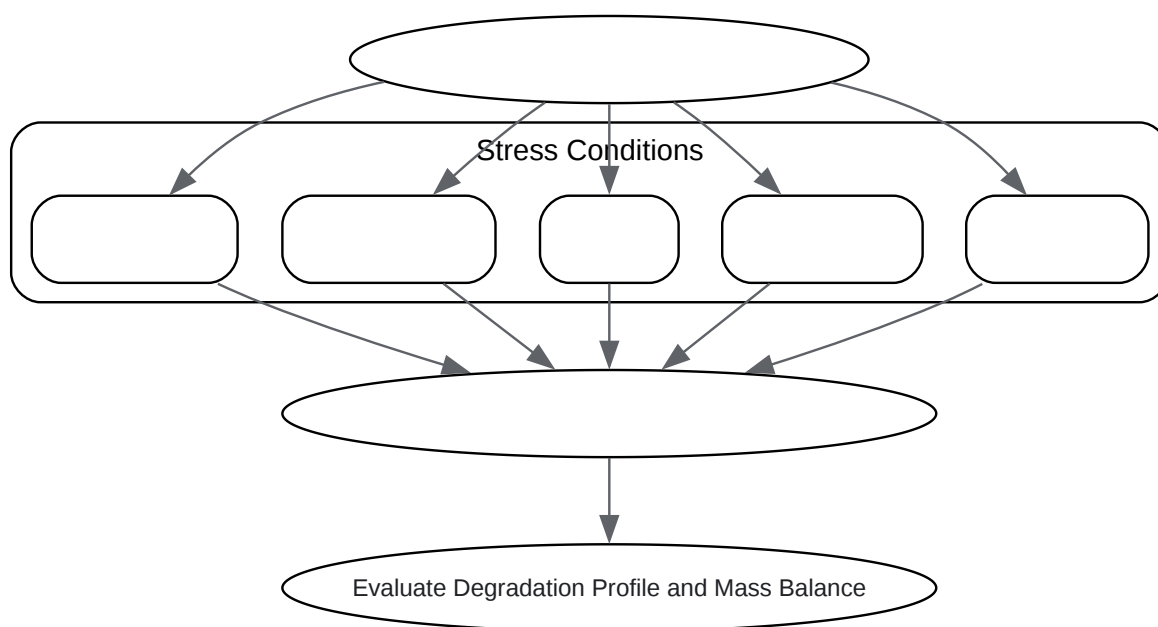 Stress Conditions
Evaluate Degradation Profile and Mass Balance